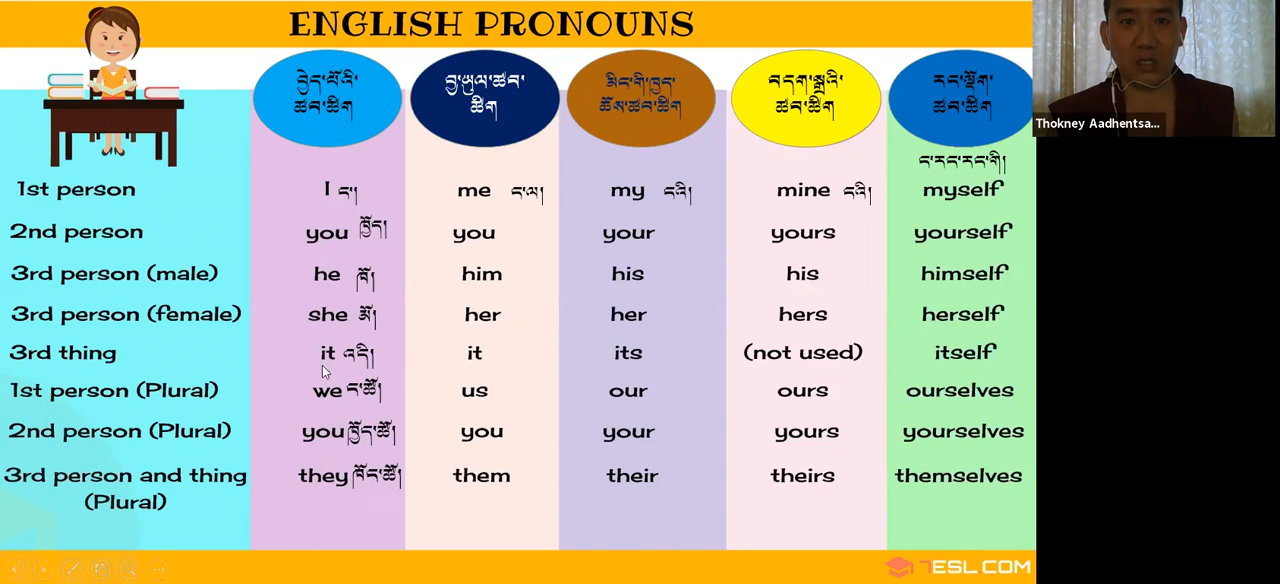 ENGLISH PRONOUNS
བྱེད་པོའི་
ཚབ་ཚིག
བྱ་ཡུལ་ཚབ་
ཚིག
མིང་གི་ཁྱད་
ཆོས་ཚབ་ཚིག
བདག་སྒྲའི་
ཚབ་ཚིག
རང་ལྡོག་
ཚབ་ཚིག
Thokney Aadhentsa...
ང་རང་རང་གི།
1st person I ང་། me ང་ལ། my ངའི། mine ངའི། myself
2nd person you ཁྱོད། you your yours yourself
3rd person (male) he ཁོ། him his his himself
3rd person (female) she མོ། her her hers herself
3rd thing it འདི། it its (not used) itself
1st person (Plural) we ང་ཚོ། us our ours ourselves
2nd person (Plural) you ཁྱོད་ཚོ། you your yours yourselves
3rd person and thing they ཁོང་ཚོ། them their theirs themselves
(Plural)
7ESL.COM